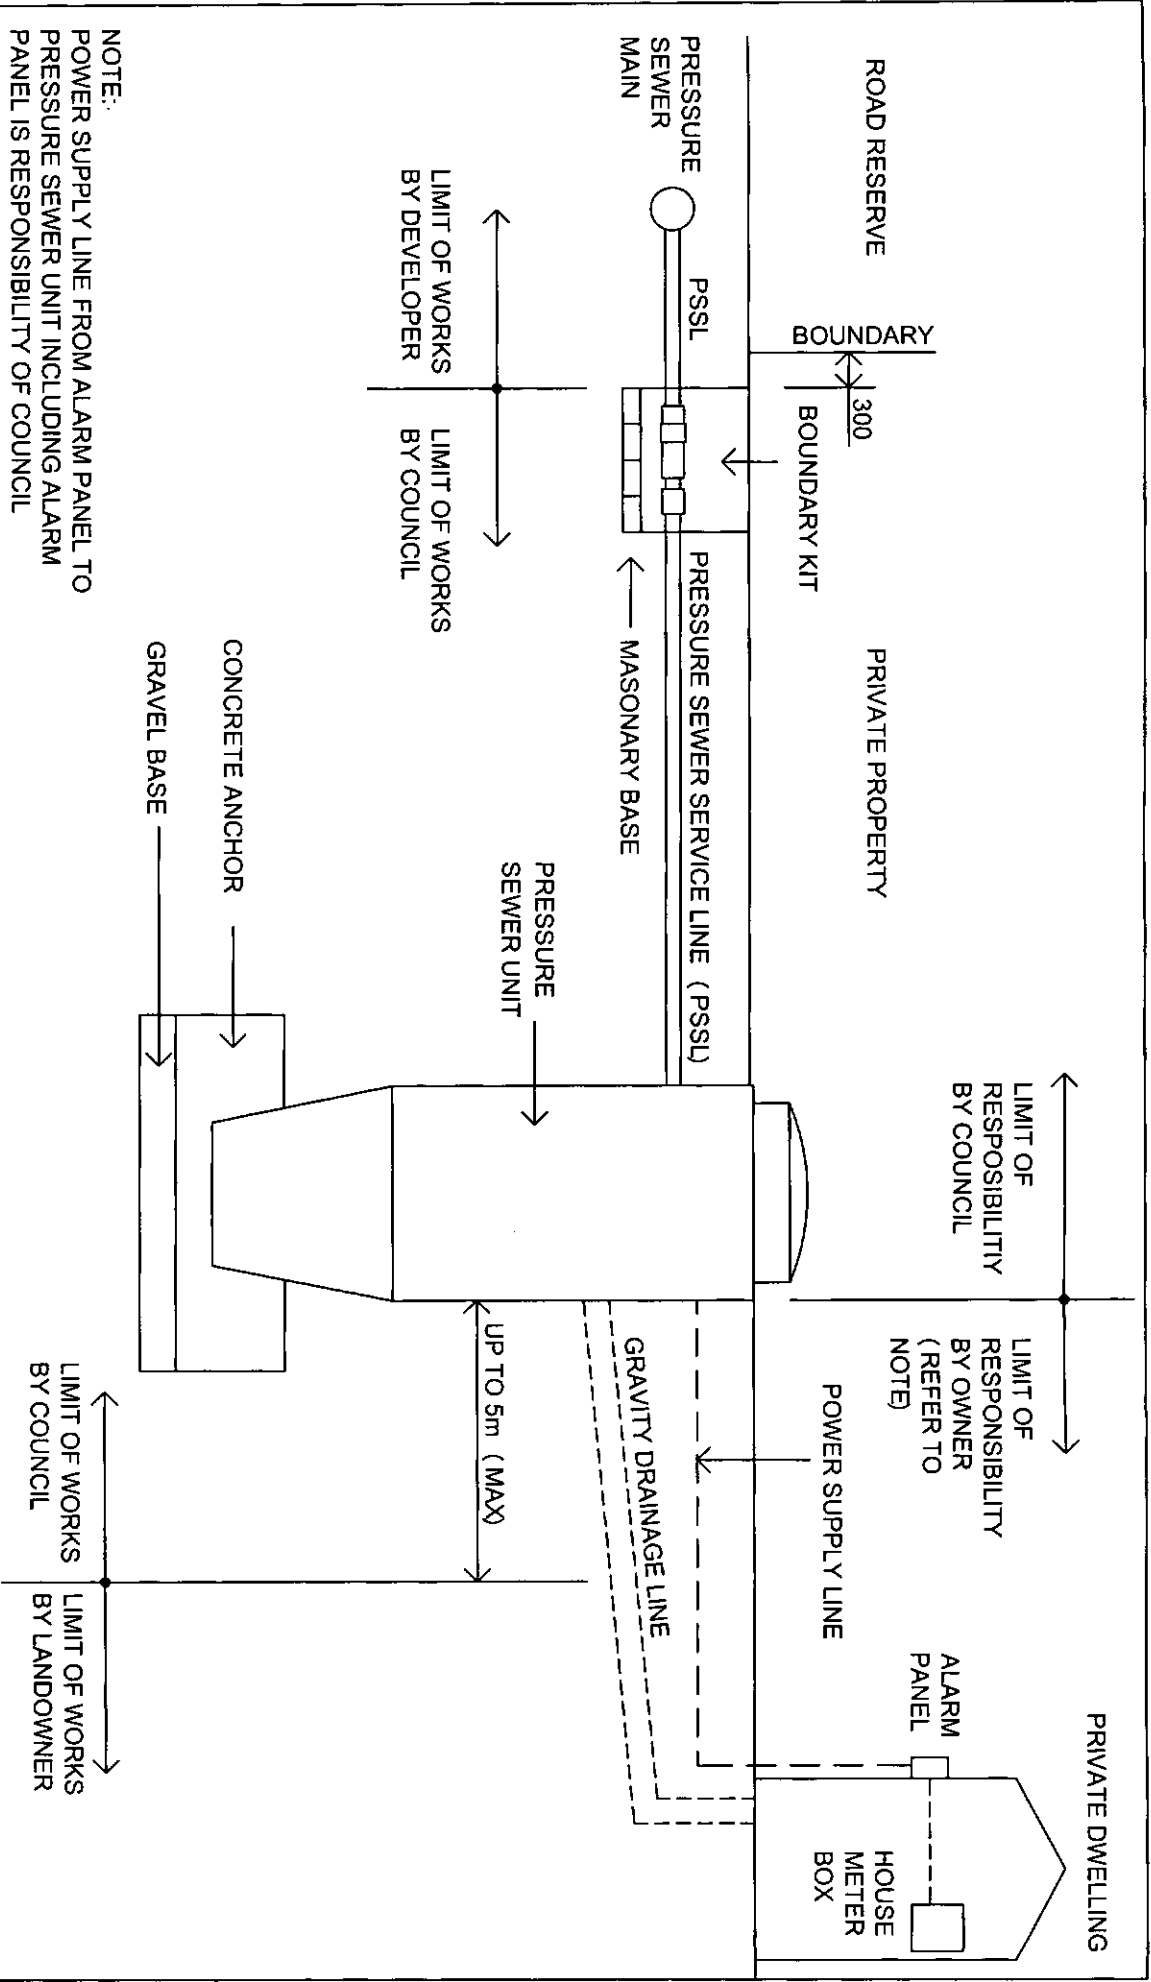 ROAD RESERVE
BOUNDARY
300
BOUNDARY KIT
PRIVATE PROPERTY
LIMIT OF
RESPOSIBILITIY
BY COUNCIL
LIMIT OF
RESPONSIBILITY
BY OWNER
(REFER TO
NOTE)
PRIVATE DWELLING
ALARM
PANEL
HOUSE
METER
BOX
POWER SUPPLY LINE
PRESSURE
SEWER
MAIN
PSSL
PRESSURE SEWER SERVICE LINE (PSSL)
MASONARY BASE
GRAVITY DRAINAGE LINE
UP TO 5m (MAX)
PRESSURE
SEWER UNIT
LIMIT OF WORKS
BY DEVELOPER
LIMIT OF WORKS
BY COUNCIL
CONCRETE ANCHOR
GRAVEL BASE
LIMIT OF WORKS
BY COUNCIL
LIMIT OF WORKS
BY LANDOWNER
NOTE:-
POWER SUPPLY LINE FROM ALARM PANEL TO
PRESSURE SEWER UNIT INCLUDING ALARM
PANEL IS RESPONSIBILITY OF COUNCIL